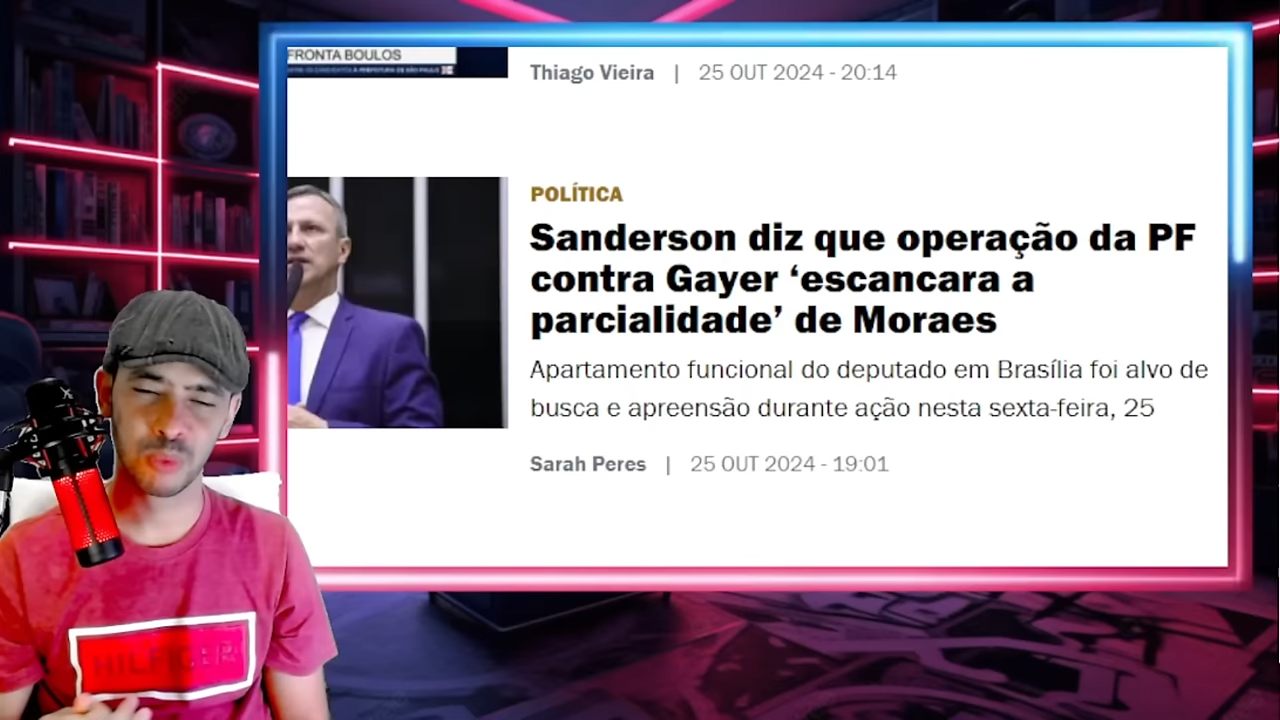 FRONTA BOULOS
Thiago Vieira | 25 OUT 2024 - 20:14
POLÍTICA
Sanderson diz que operação da PF
contra Gayer ‘escancara a
parcialidade’ de Moraes
Apartamento funcional do deputado em Brasília foi alvo de
busca e apreensão durante ação nesta sexta-feira, 25
Sarah Peres | 25 OUT 2024 - 19:01
HILFIGER